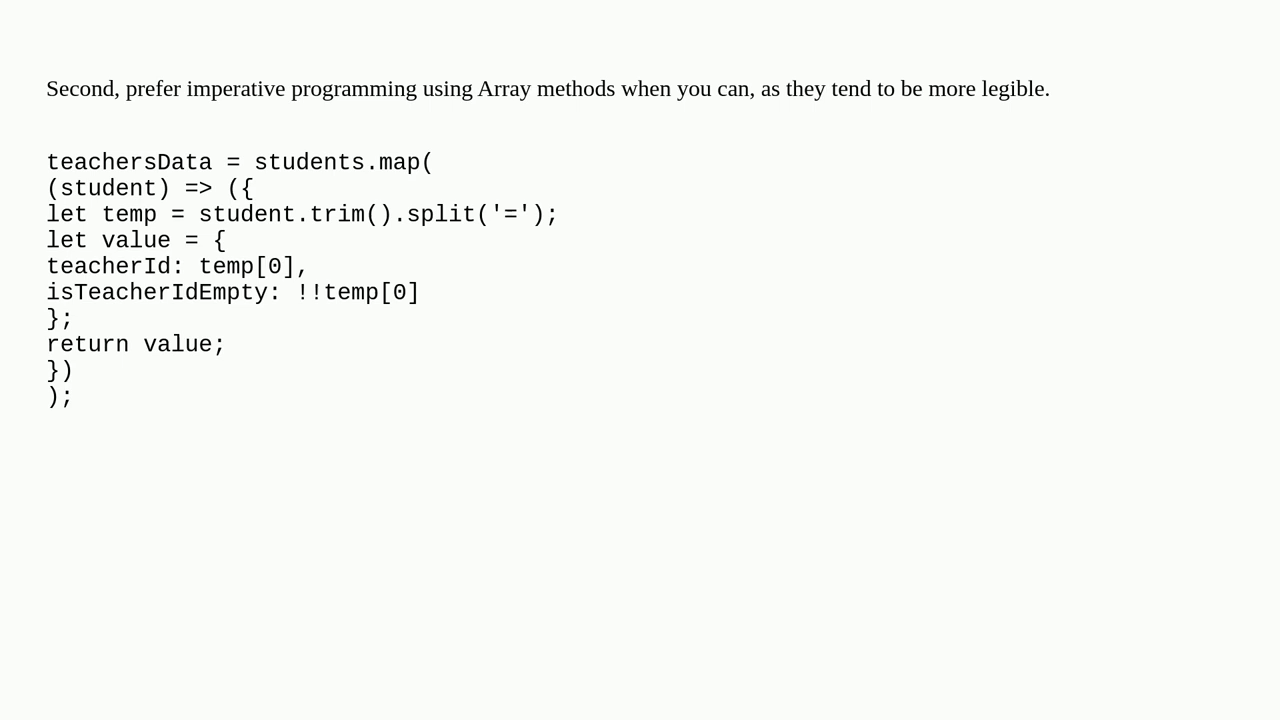 Second, prefer imperative programming using Array methods when you can, as they tend to be more legible.
teachersData = students.map(
(student) => ({
let temp = student.trim().split('=');
let value = {
teacherId: temp[0],
isTeacherIdEmpty: !!temp[0]
};
return value;
})
);